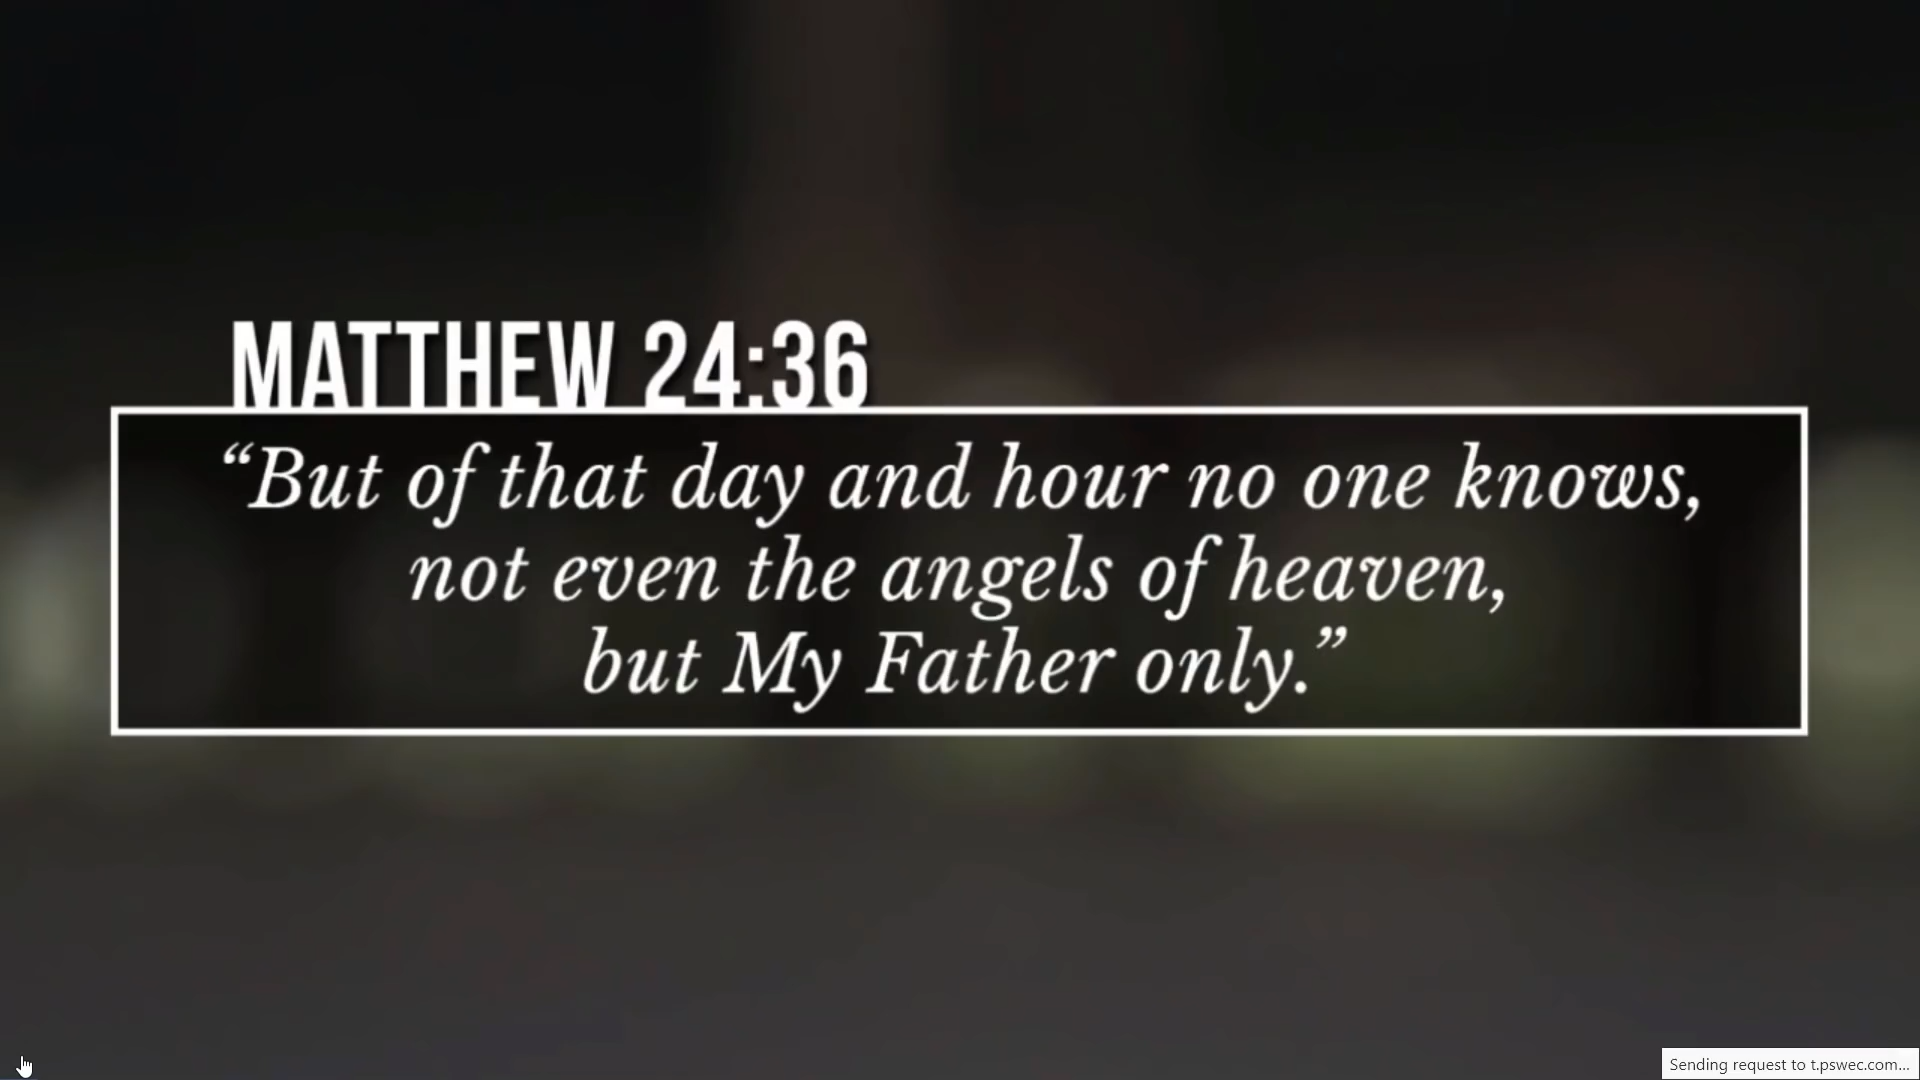 MATTHEW 24:36
“But of that day and hour no one knows,
not even the angels of heaven,
but My Father only.”
Sending request to t.pswec.com...